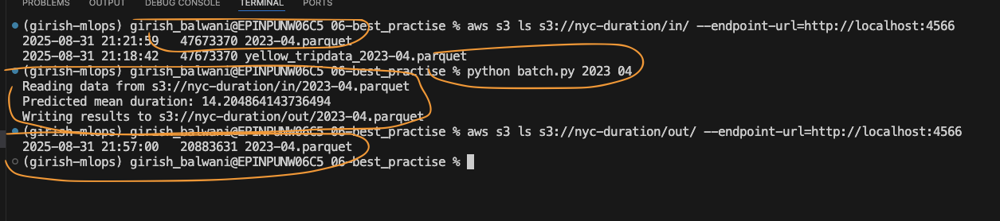 PROBLEMS OUTPUT DEBUG CONSOLE TERMINAL PORTS
(girish-mlops) girish_balwani@EPINPUNW06C5 06-best_practise % aws s3 ls s3://nyc-duration/in/ --endpoint-url=http://localhost:4566
2025-08-31 21:21:59 47673370 2023-04.parquet
2025-08-31 21:18:42 47673370 yellow_tripdata_2023-04.parquet
(girish-mlops) girish_balwani@EPINPUNW06C5 06-best_practise % python batch.py 2023 04
Reading data from s3://nyc-duration/in/2023-04.parquet
Predicted mean duration: 14.204864143736494
Writing results to s3://nyc-duration/out/2023-04.parquet
(girish-mlops) girish_balwani@EPINPUNW06C5 06-best_practise % aws s3 ls s3://nyc-duration/out/ --endpoint-url=http://localhost:4566
2025-08-31 21:57:00 20883631 2023-04.parquet
(girish-mlops) girish_balwani@EPINPUNW06C5 06-best_practise %